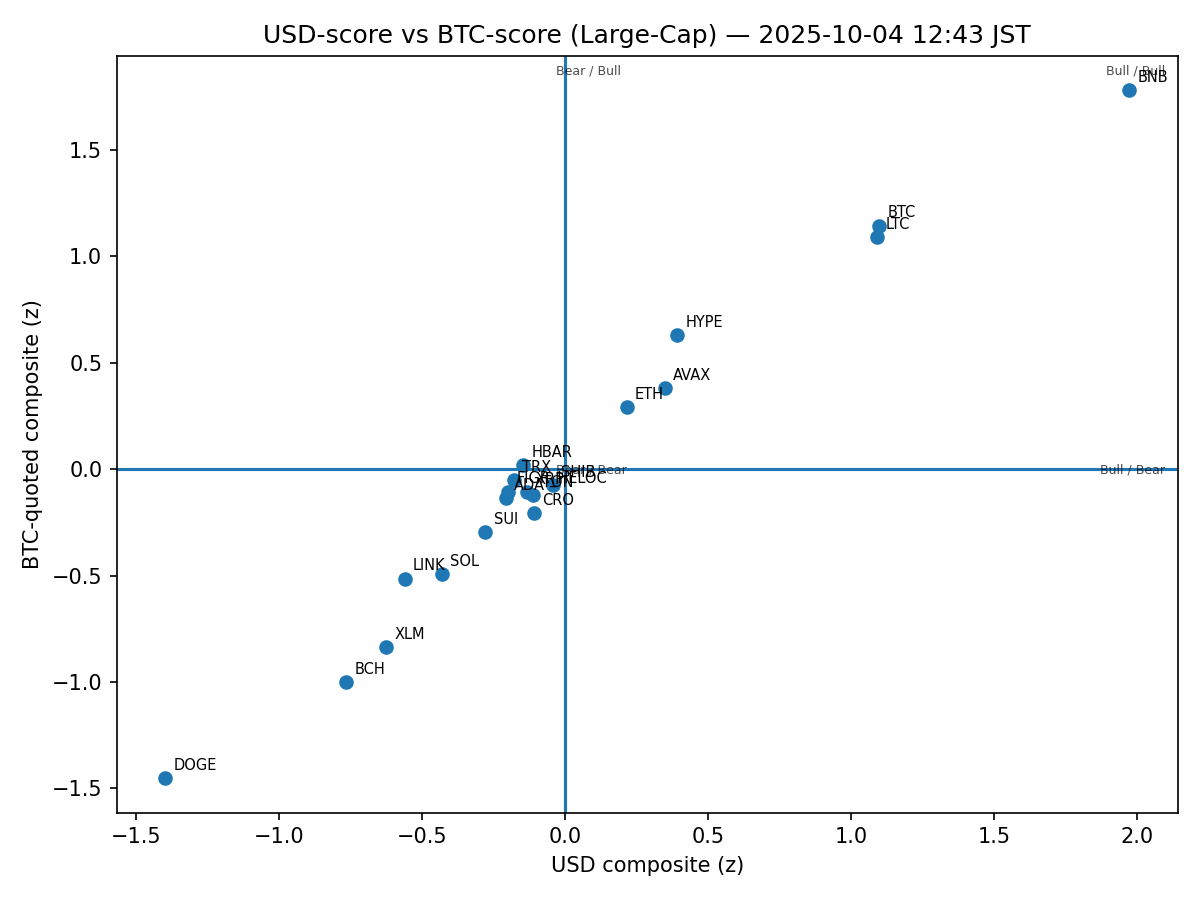 USD-score vs BTC-score (Large-Cap) — 2025-10-04 12:43 JST
Bear / Bull
Bull / Bull
BNB
1.5
BTC
LTC
1.0
HYPE
0.5
AVAX
ETH
HBAR
0.0
TRX
SHIB
Bull / Bear
ADA
CRO
SUI
−0.5
LINK
SOL
XLM
−1.0
BCH
−1.5
DOGE
−1.5
−1.0
−0.5
0.0
0.5
1.0
1.5
2.0
USD composite (z)
BTC-quoted composite (z)